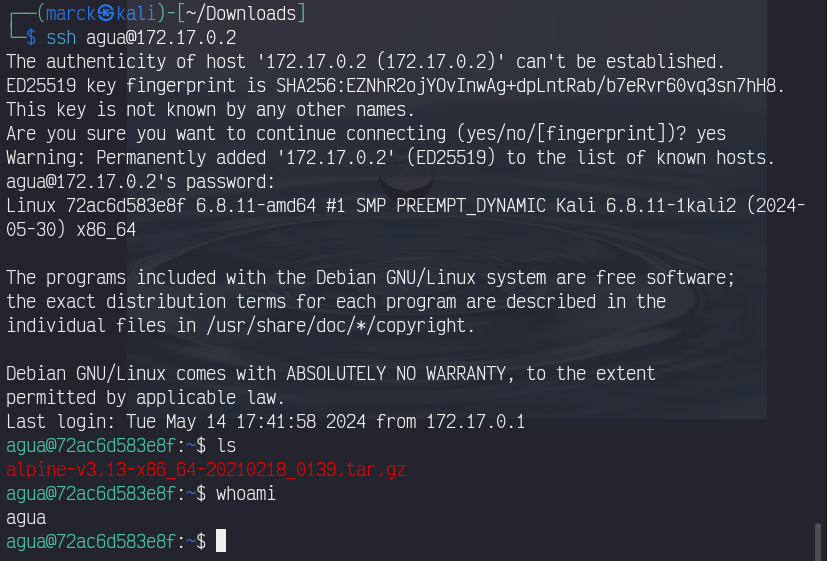 ┌──(marck㉿kali)-[~/Downloads]
└─$ ssh agua@172.17.0.2
The authenticity of host '172.17.0.2 (172.17.0.2)' can't be established.
ED25519 key fingerprint is SHA256:EZNhR2ojYOvInwAg+dpLntRab/b7eRvr60vq3sn7hH8.
This key is not known by any other names.
Are you sure you want to continue connecting (yes/no/[fingerprint])? yes
Warning: Permanently added '172.17.0.2' (ED25519) to the list of known hosts.
agua@172.17.0.2's password:
Linux 72ac6d583e8f 6.8.11-amd64 #1 SMP PREEMPT_DYNAMIC Kali 6.8.11-1kali2 (2024-
05-30) x86_64
The programs included with the Debian GNU/Linux system are free software;
the exact distribution terms for each program are described in the
individual files in /usr/share/doc/*/copyright.
Debian GNU/Linux comes with ABSOLUTELY NO WARRANTY, to the extent
permitted by applicable law.
Last login: Tue May 14 17:41:58 2024 from 172.17.0.1
agua@72ac6d583e8f:~$ ls
alpine-v3.13-x86_64-20210218_0139.tar.gz
agua@72ac6d583e8f:~$ whoami
agua
agua@72ac6d583e8f:~$